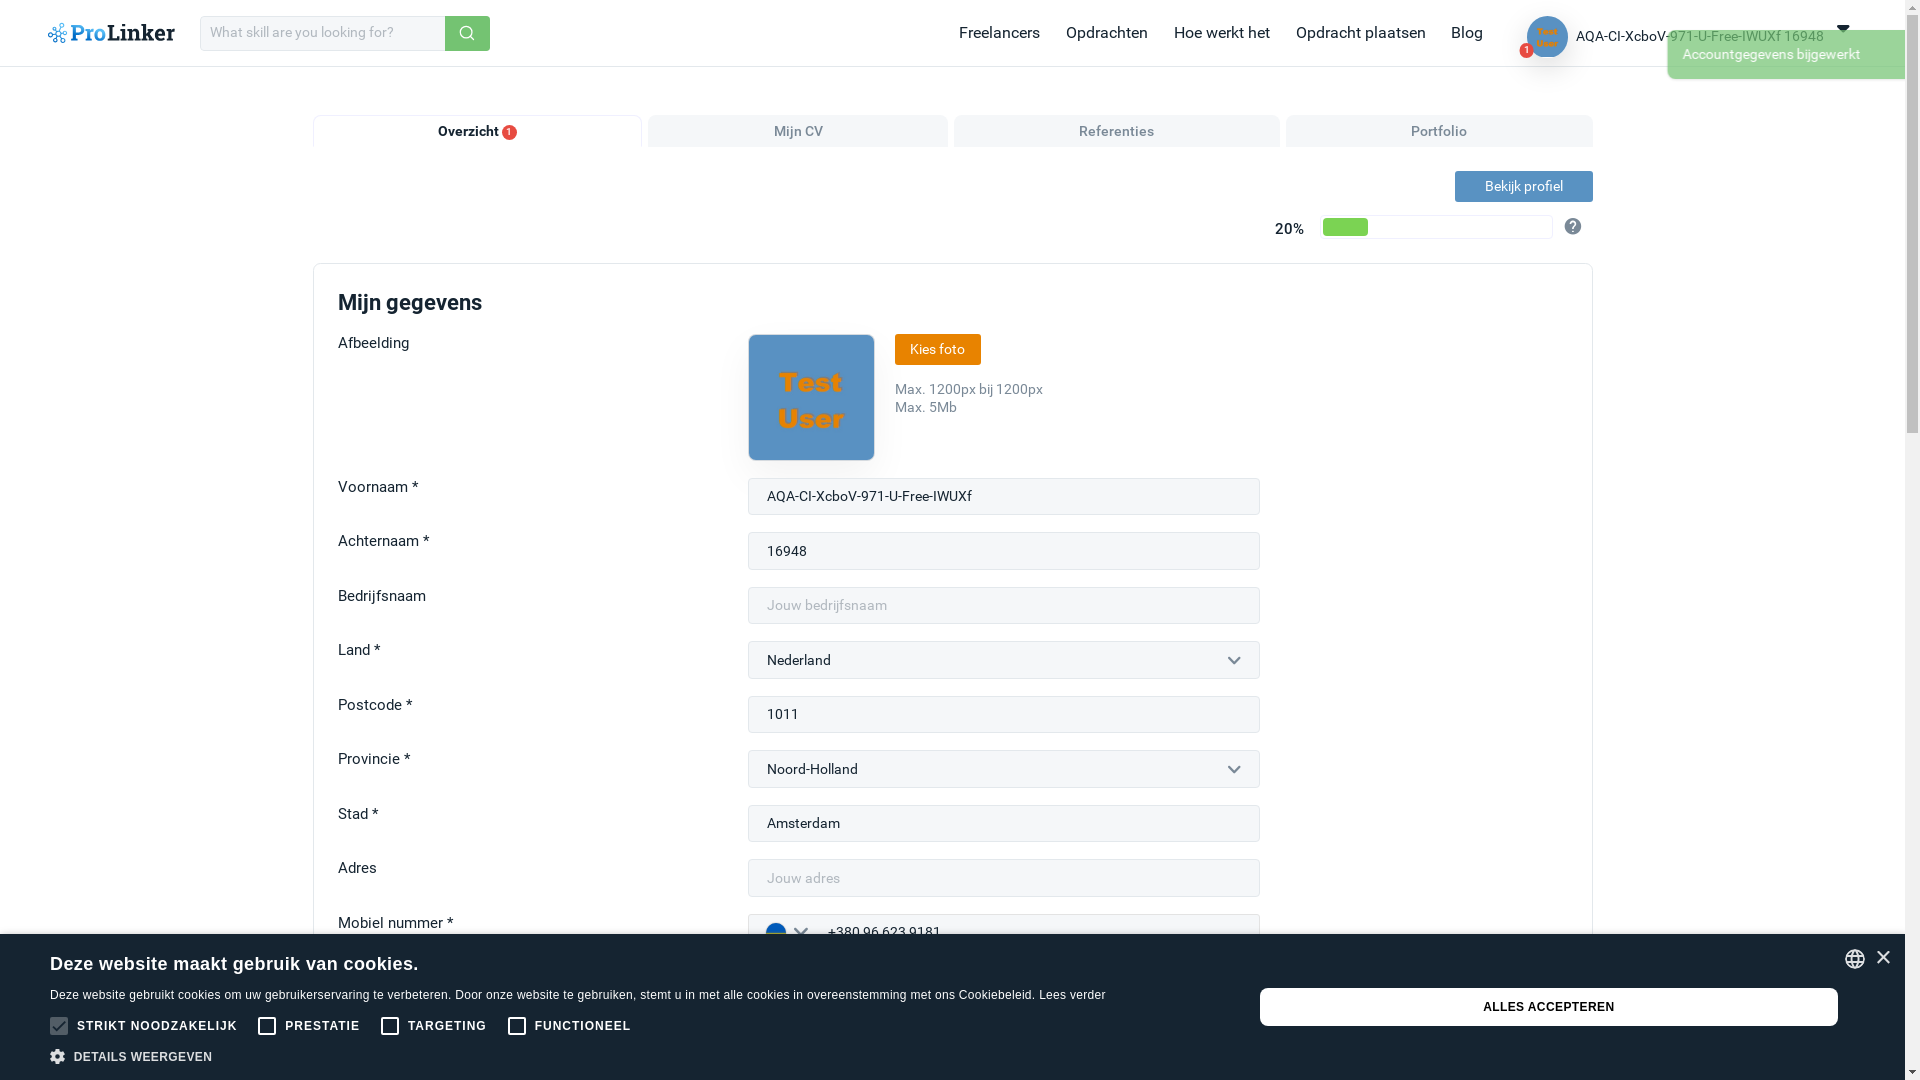 ProLinker
What skill are you looking for?
Freelancers
Opdrachten
Hoe werkt het
Opdracht plaatsen
Blog
Test
User
1
AQA-CI-XcboV-971-U-Free-IWUXf 16948
Accountgegevens bijgewerkt
Overzicht 1
Mijn CV
Referenties
Portfolio
Bekijk profiel
20%
?
Mijn gegevens
Afbeelding
Test
User
Kies foto
Max. 1200px bij 1200px
Max. 5Mb
Voornaam *
AQA-CI-XcboV-971-U-Free-IWUXf
Achternaam *
16948
Bedrijfsnaam
Jouw bedrijfsnaam
Land *
Nederland
Postcode *
1011
Provincie *
Noord-Holland
Stad *
Amsterdam
Adres
Jouw adres
Mobiel nummer *
+380 96 623 9181
Deze website maakt gebruik van cookies.
Deze website gebruikt cookies om uw gebruikerservaring te verbeteren. Door onze website te gebruiken, stemt u in met alle cookies in overeenstemming met ons Cookiebeleid. Lees verder
STRIKT NOODZAKELIJK
PRESTATIE
TARGETING
FUNCTIONEEL
DETAILS WEERGEVEN
ALLES ACCEPTEREN
×